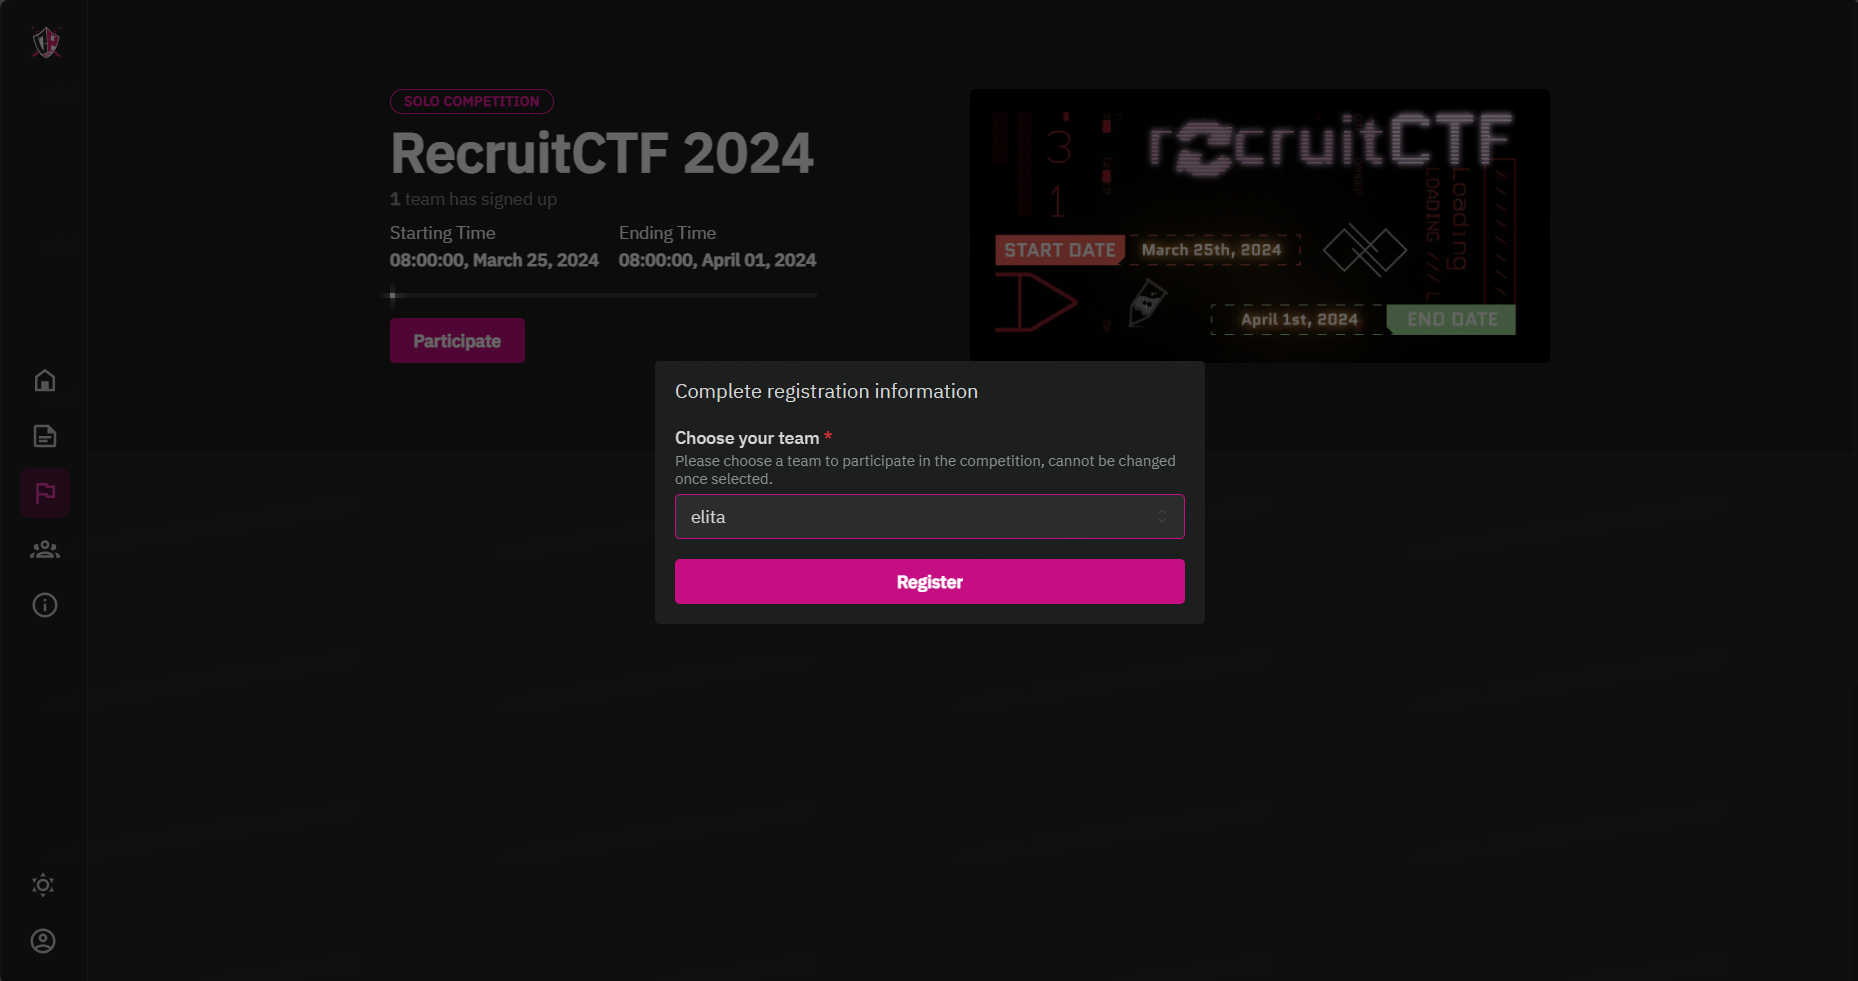 SOLO COMPETITION
RecruitCTF 2024
1 team has signed up
Starting Time
08:00:00, March 25, 2024
Ending Time
08:00:00, April 01, 2024
Participate
recruitCTF
3
1
LOADING /// L
Loading
START DATE
March 25th, 2024
April 1st, 2024
END DATE
Complete registration information
Choose your team *
Please choose a team to participate in the competition, cannot be changed
once selected.
elita
Register